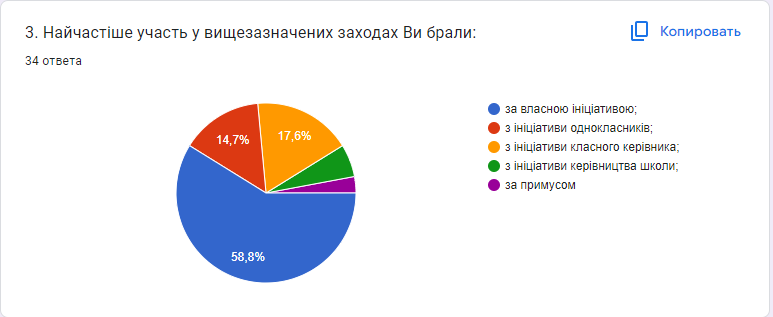 3. Найчастіше участь у вищезазначених заходах Ви брали:
Копировать
34 ответа
14,7%
17,6%
58,8%
за власною ініціативою;
з ініціативи однокласників;
з ініціативи класного керівника;
з ініціативи керівництва школи;
за примусом